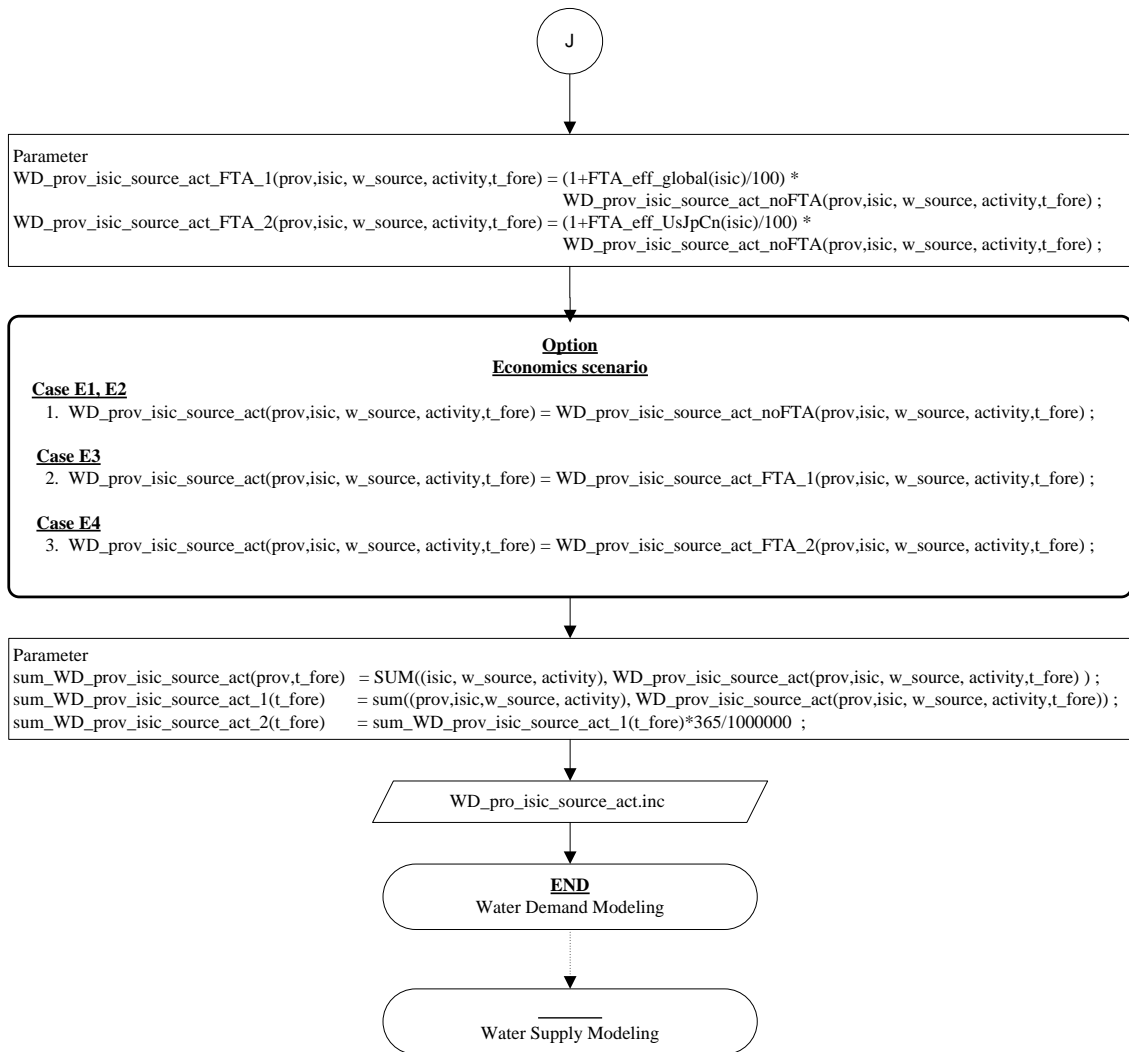 J
Parameter
WD_prov_isic_source_act_FTA_1(prov,isic, w_source, activity,t_fore) = (1+FTA_eff_global(isic)/100) *
WD_prov_isic_source_act_noFTA(prov,isic, w_source, activity,t_fore) ;
WD_prov_isic_source_act_FTA_2(prov,isic, w_source, activity,t_fore) = (1+FTA_eff_UsJpCn(isic)/100) *
WD_prov_isic_source_act_noFTA(prov,isic, w_source, activity,t_fore) ;
Option
Economics scenario
Case E1, E2
1. WD_prov_isic_source_act(prov,isic, w_source, activity,t_fore) = WD_prov_isic_source_act_noFTA(prov,isic, w_source, activity,t_fore) ;
Case E3
2. WD_prov_isic_source_act(prov,isic, w_source, activity,t_fore) = WD_prov_isic_source_act_FTA_1(prov,isic, w_source, activity,t_fore) ;
Case E4
3. WD_prov_isic_source_act(prov,isic, w_source, activity,t_fore) = WD_prov_isic_source_act_FTA_2(prov,isic, w_source, activity,t_fore) ;
Parameter
sum_WD_prov_isic_source_act(prov,t_fore) = SUM((isic, w_source, activity), WD_prov_isic_source_act(prov,isic, w_source, activity,t_fore) ) ;
sum_WD_prov_isic_source_act_1(t_fore) = sum((prov,isic,w_source, activity), WD_prov_isic_source_act(prov,isic, w_source, activity,t_fore)) ;
sum_WD_prov_isic_source_act_2(t_fore) = sum_WD_prov_isic_source_act_1(t_fore)*365/1000000 ;
WD_pro_isic_source_act.inc
END
Water Demand Modeling
Water Supply Modeling